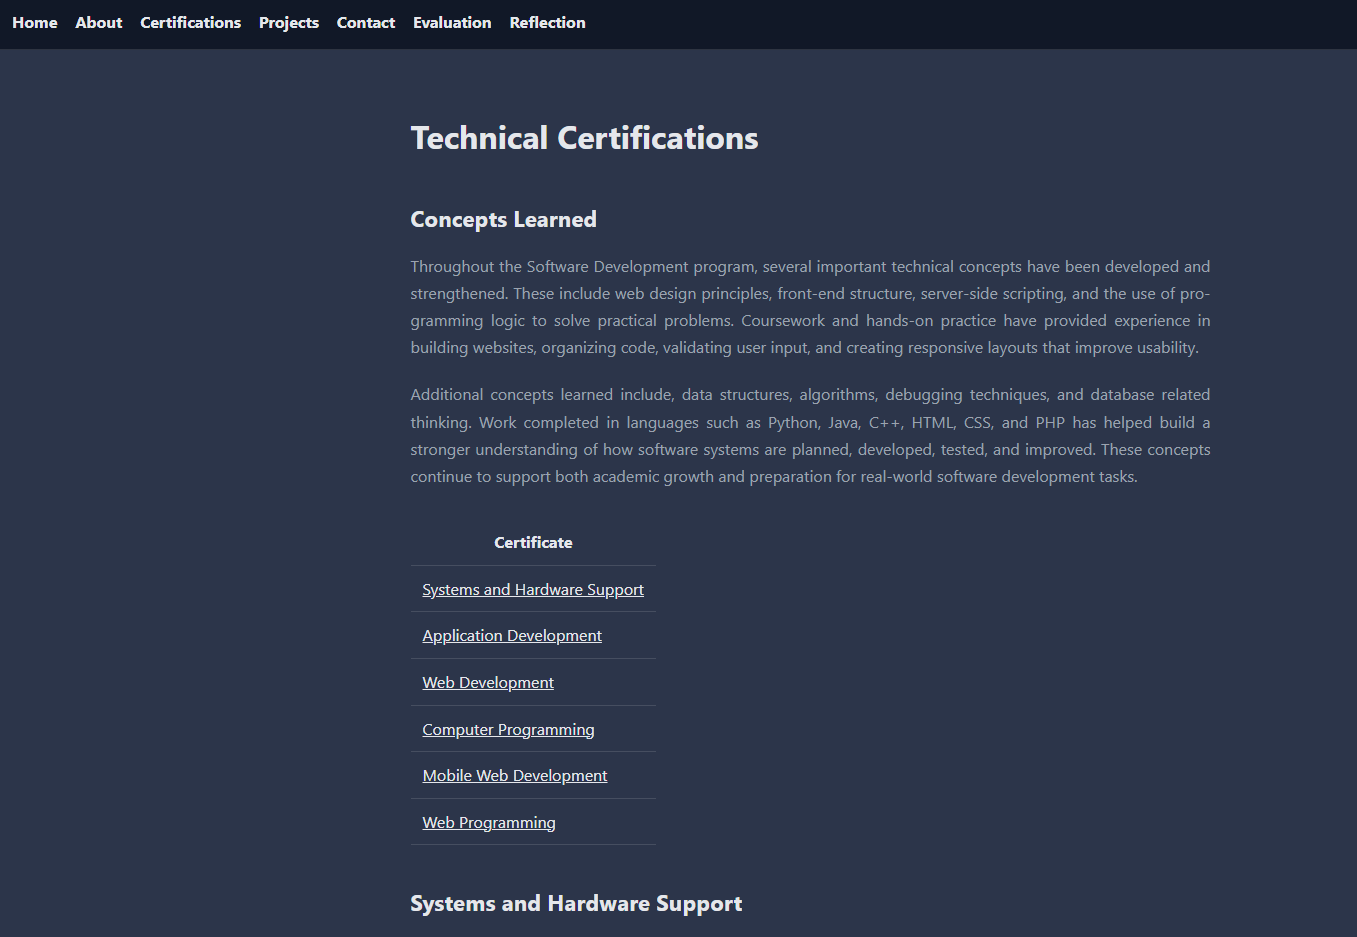 Home About Certifications Projects Contact Evaluation Reflection
Technical Certifications
Concepts Learned
Throughout the Software Development program, several important technical concepts have been developed and
strengthened. These include web design principles, front-end structure, server-side scripting, and the use of pro-
gramming logic to solve practical problems. Coursework and hands-on practice have provided experience in
building websites, organizing code, validating user input, and creating responsive layouts that improve usability.
Additional concepts learned include, data structures, algorithms, debugging techniques, and database related
thinking. Work completed in languages such as Python, Java, C++, HTML, CSS, and PHP has helped build a
stronger understanding of how software systems are planned, developed, tested, and improved. These concepts
continue to support both academic growth and preparation for real-world software development tasks.
Certificate
Systems and Hardware Support
Application Development
Web Development
Computer Programming
Mobile Web Development
Web Programming
Systems and Hardware Support